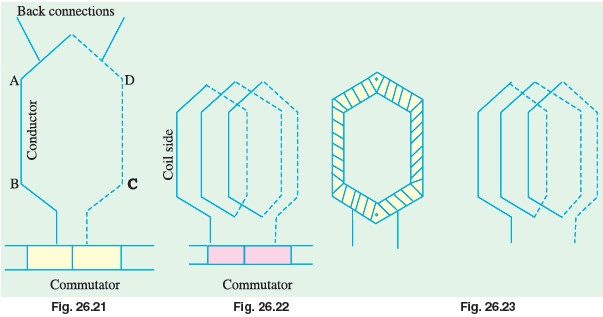 Back connections
A
D
Conductor
B
C
Commutator
Fig. 26.21
Coil side
Commutator
Fig. 26.22
Fig. 26.23